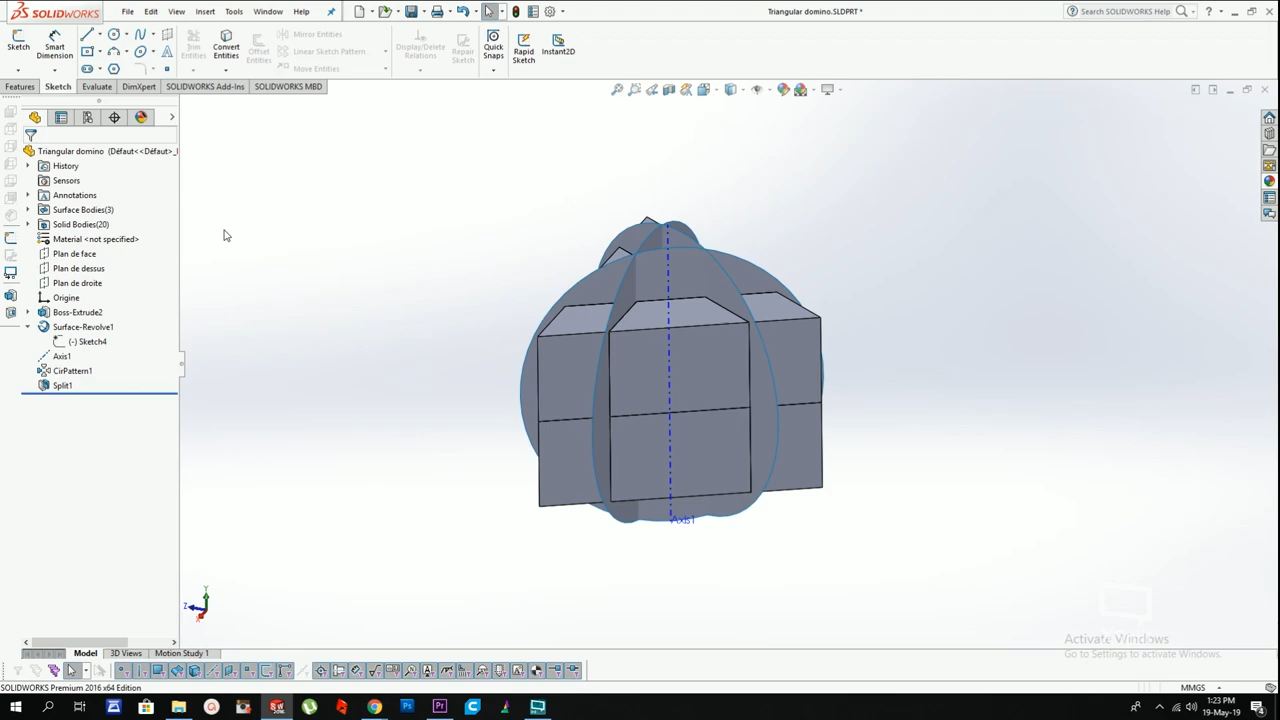 SOLIDWORKS File Edit View Insert Tools Window Help Triangular domino.SLDPRT * Search SOLIDWORKS Help
Sketch Smart Dimension Trim Entities Convert Entities Offset Entities Mirror Entities Linear Sketch Pattern Move Entities Display/Delete Relations Repair Sketch Quick Snaps Rapid Sketch Instant2D
Features Sketch Evaluate DimXpert SOLIDWORKS Add-Ins SOLIDWORKS MBD
Triangular domino (Défaut<<Défaut>_
History
Sensors
Annotations
Surface Bodies(3)
Solid Bodies(20)
Material <not specified>
Plan de face
Plan de dessus
Plan de droite
Origine
Boss-Extrude2
Surface-Revolve1
(-) Sketch4
Axis1
CirPattern1
Split1
Axis1
Y
Z
X
Activate Windows
Go to Settings to activate Windows.
Model 3D Views Motion Study 1
SOLIDWORKS Premium 2016 x64 Edition MMGS
1:23 PM
19-May-19